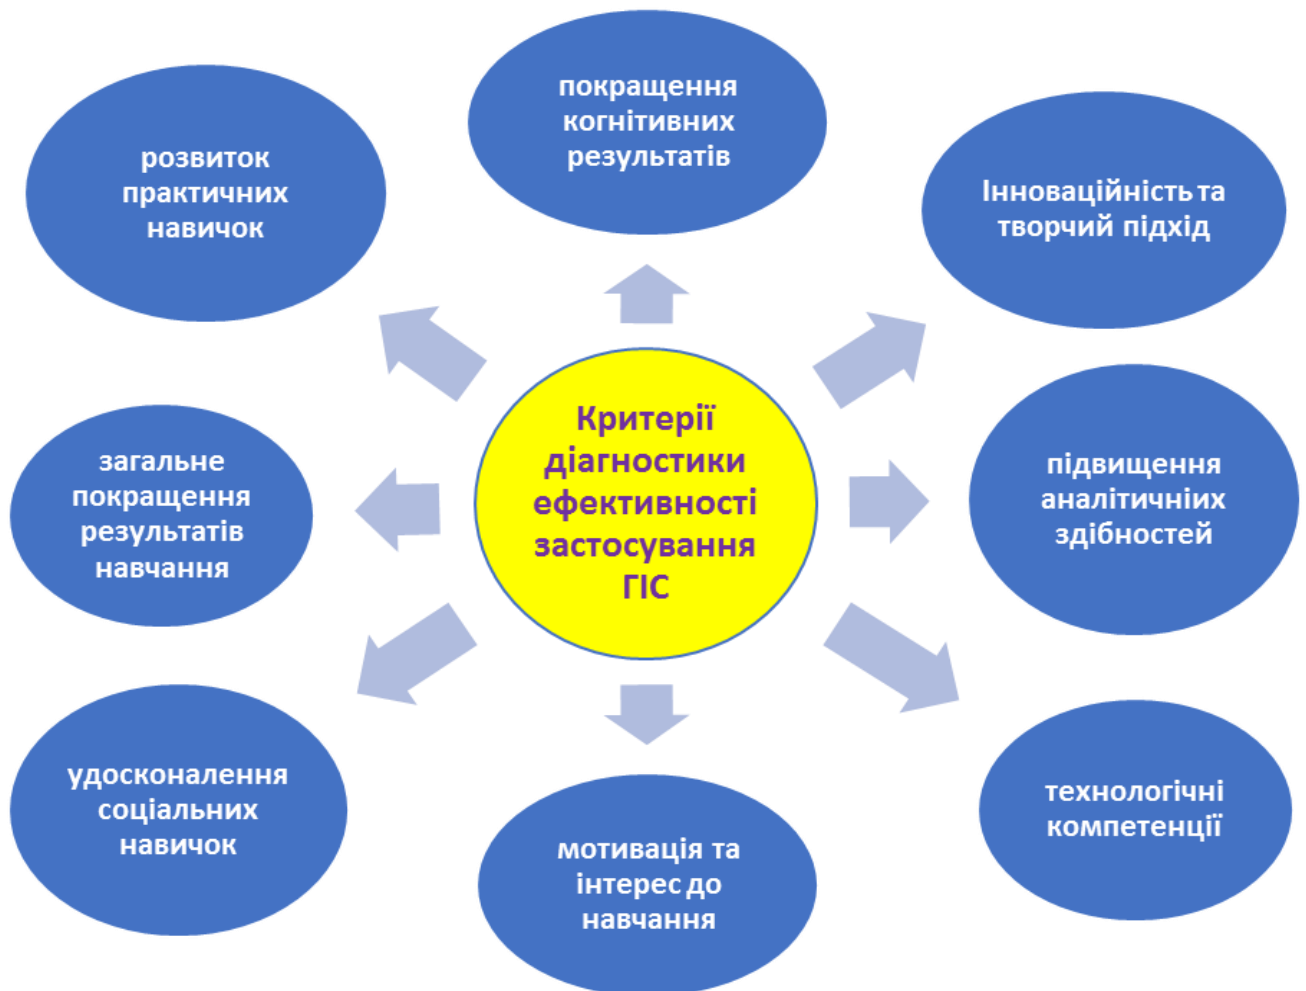 покращення
когнітивних
результатів
розвиток
практичних
навичок
Інноваційність та
творчий підхід
Критерії
діагностики
ефективності
застосування
ГІС
загальне
покращення
результатів
навчання
підвищення
аналітичніих
здібностей
удосконалення
соціальних
навичок
технологічні
компетенції
мотивація та
інтерес до
навчання